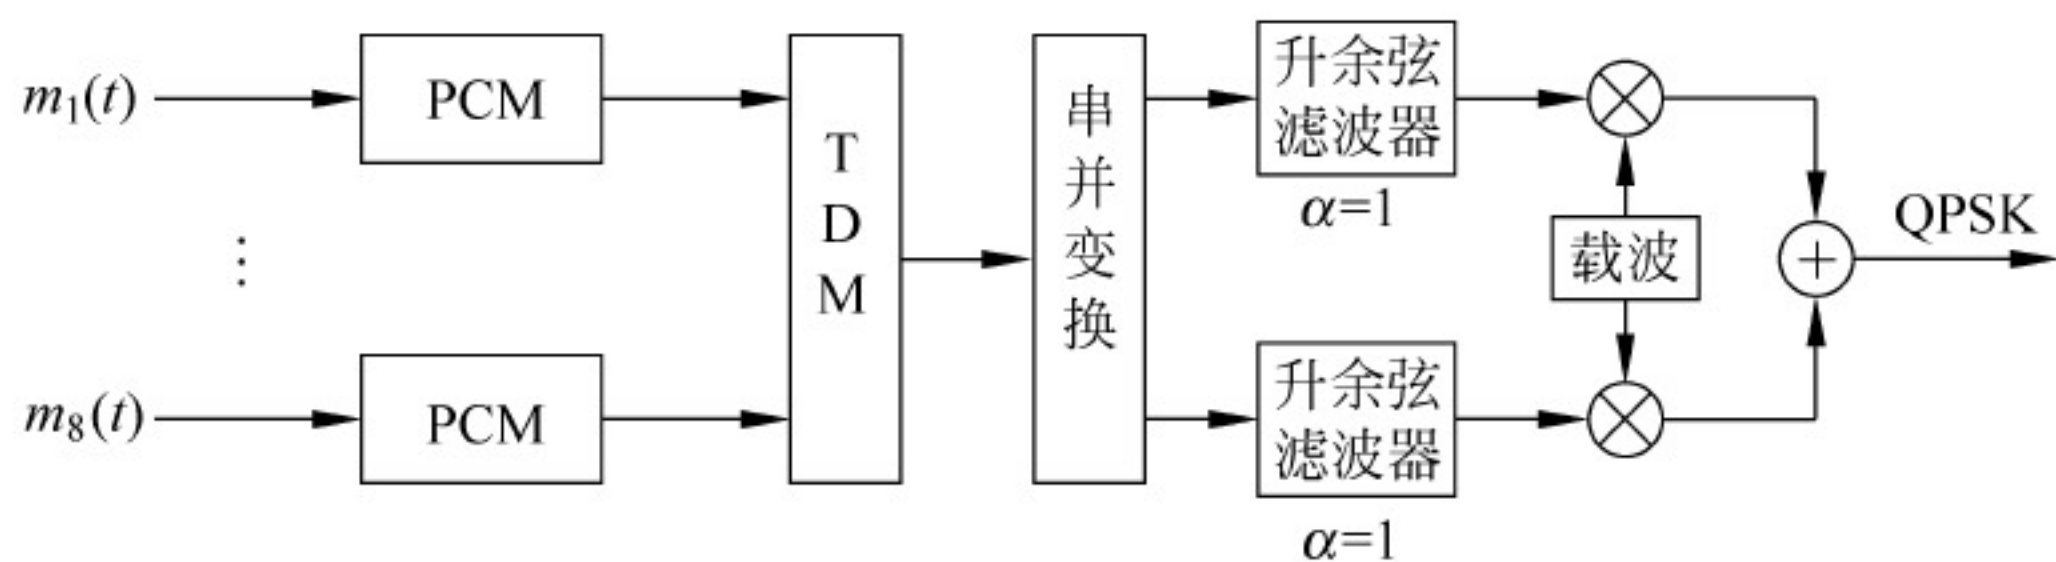 m₁(t)
PCM
T
D
M
串
并
变
换
升余弦
滤波器
α=1
载波
QPSK
⋮
m₈(t)
PCM
升余弦
滤波器
α=1